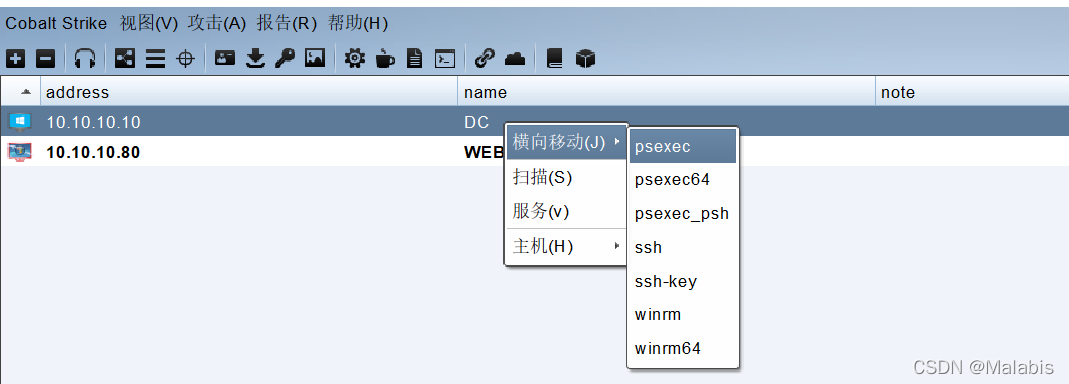 Cobalt Strike 视图(V) 攻击(A) 报告(R) 帮助(H)
address name note
10.10.10.10 DC
10.10.10.80 WEB
横向移动(J)
扫描(S)
服务(v)
主机(H)
psexec
psexec64
psexec_psh
ssh
ssh-key
winrm
winrm64
CSDN @Malabis